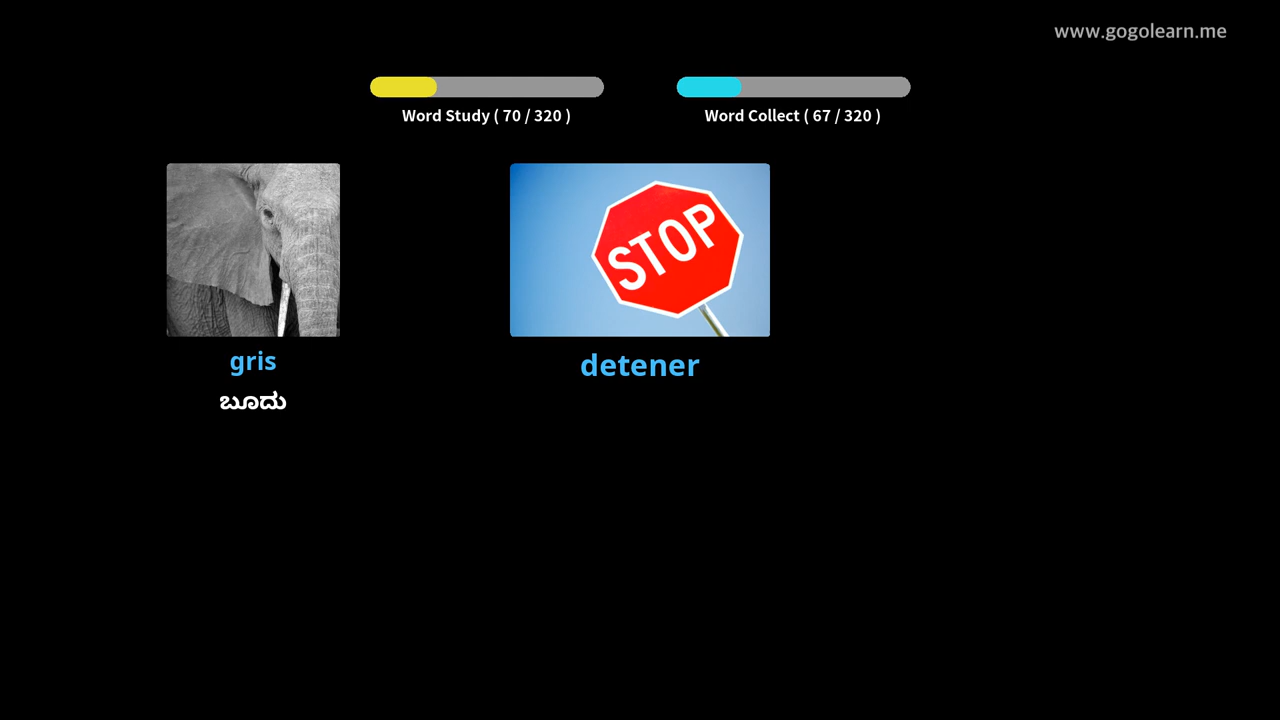 www.gogolearn.me
Word Study ( 70 / 320 )
Word Collect ( 67 / 320 )
STOP
gris
detener
ಬೂದು